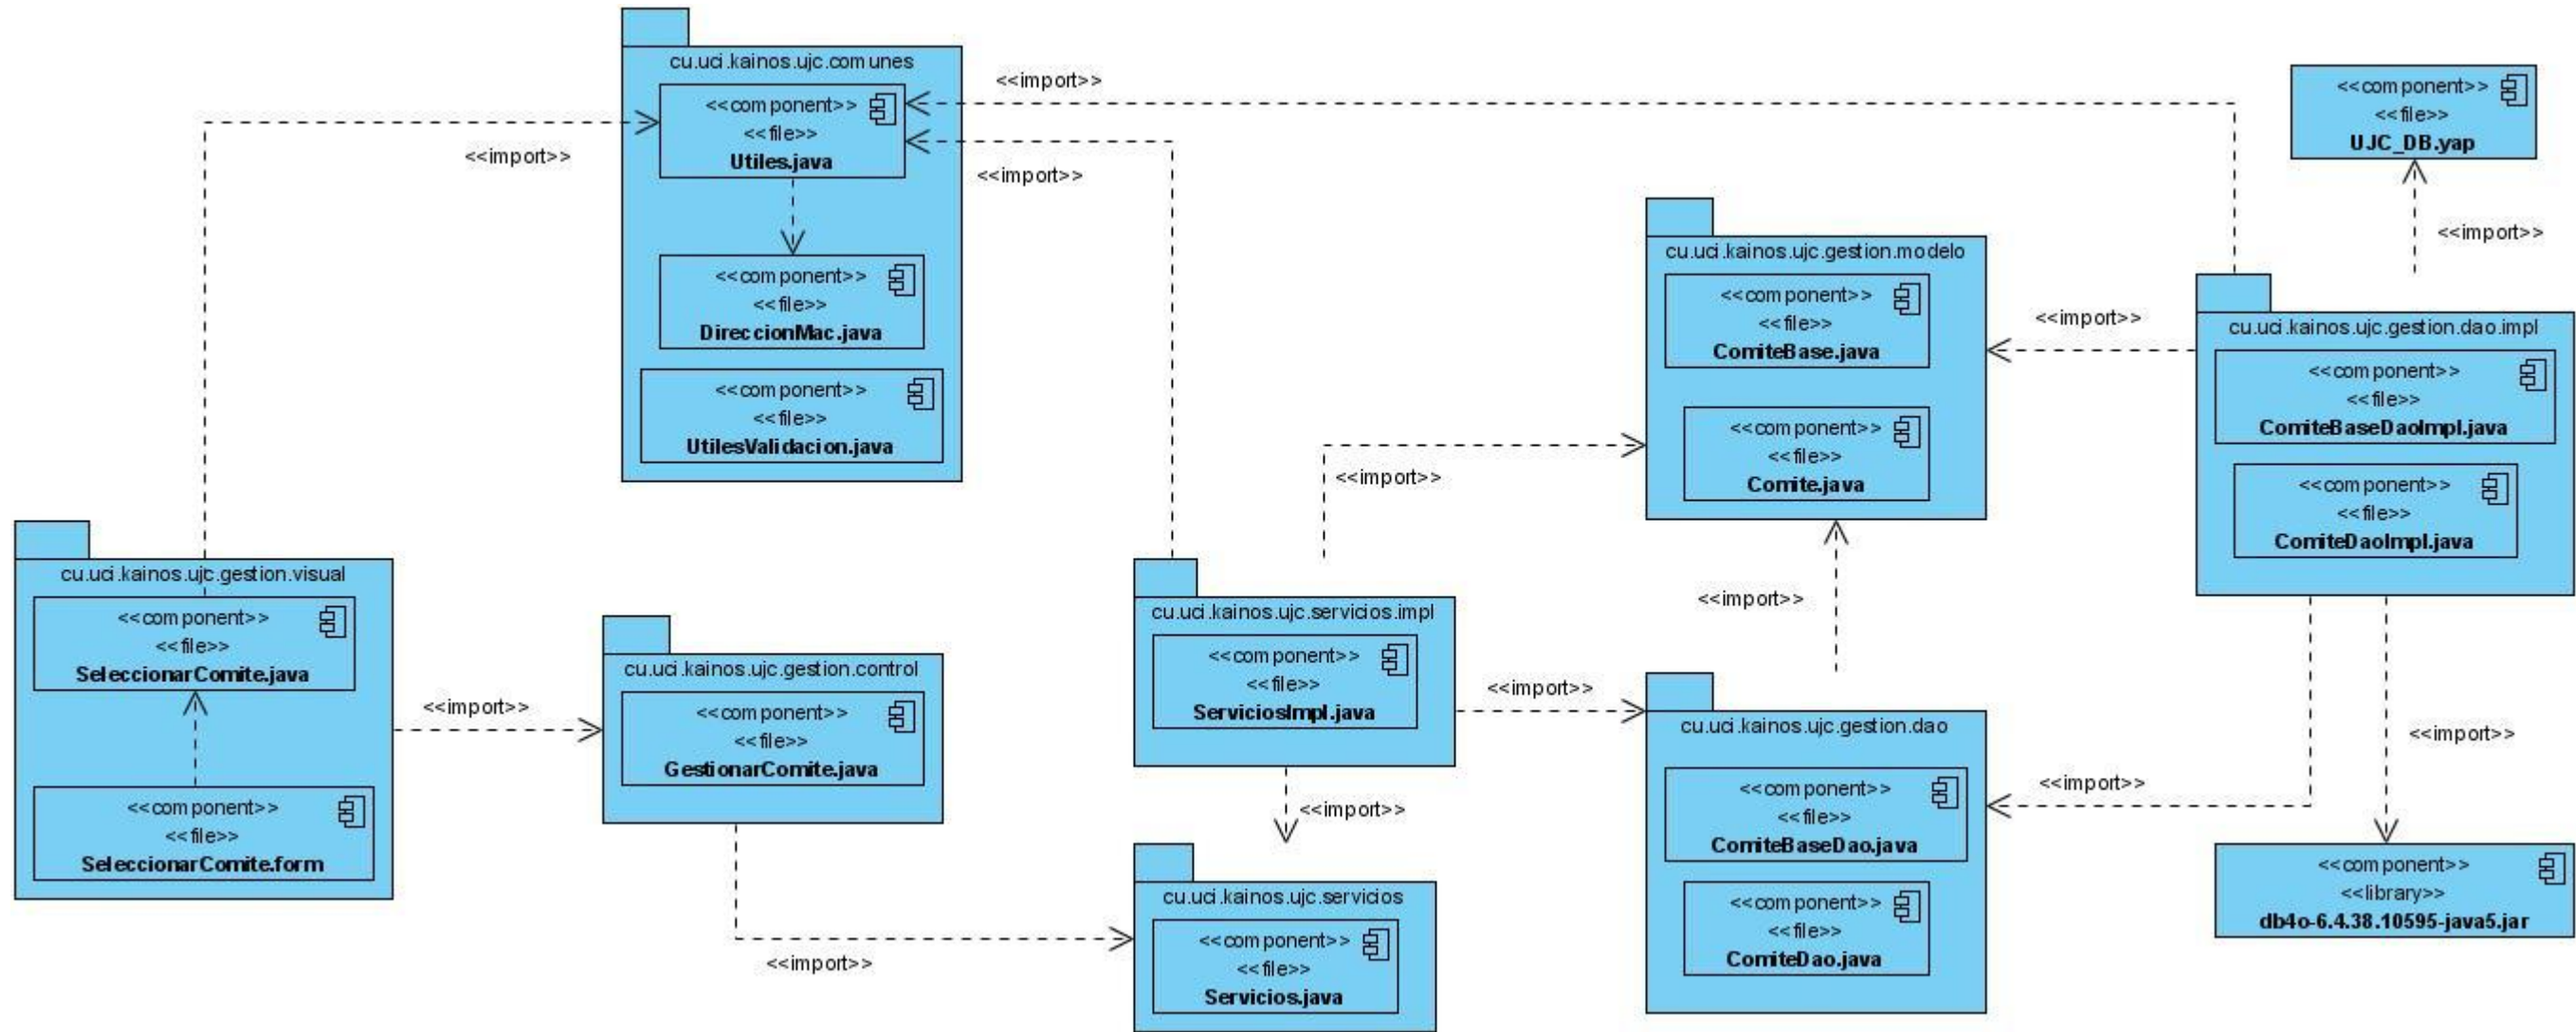 cu.uci.kainos.ujc.comunes
<<component>>
<<file>>
Utiles.java
<<component>>
<<file>>
DireccionMac.java
<<component>>
<<file>>
UtilesValidacion.java
<<import>>
<<import>>
<<import>>
<<component>>
<<file>>
UJC_DB.yap
<<import>>
cu.uci.kainos.ujc.gestion.modelo
<<component>>
<<file>>
ComiteBase.java
<<component>>
<<file>>
Comite.java
<<import>>
<<import>>
<<import>>
cu.uci.kainos.ujc.gestion.dao.impl
<<component>>
<<file>>
ComiteBaseDaoImpl.java
<<component>>
<<file>>
ComiteDaoImpl.java
cu.uci.kainos.ujc.gestion.visual
<<component>>
<<file>>
SeleccionarComite.java
<<component>>
<<file>>
SeleccionarComite.form
<<import>>
cu.uci.kainos.ujc.gestion.control
<<component>>
<<file>>
GestionarComite.java
<<import>>
cu.uci.kainos.ujc.servicios.impl
<<component>>
<<file>>
ServiciosImpl.java
<<import>>
<<import>>
cu.uci.kainos.ujc.servicios
<<component>>
<<file>>
Servicios.java
cu.uci.kainos.ujc.gestion.dao
<<component>>
<<file>>
ComiteBaseDao.java
<<component>>
<<file>>
ComiteDao.java
<<import>>
<<import>>
<<component>>
<<library>>
db4o-6.4.38.10595-java5.jar